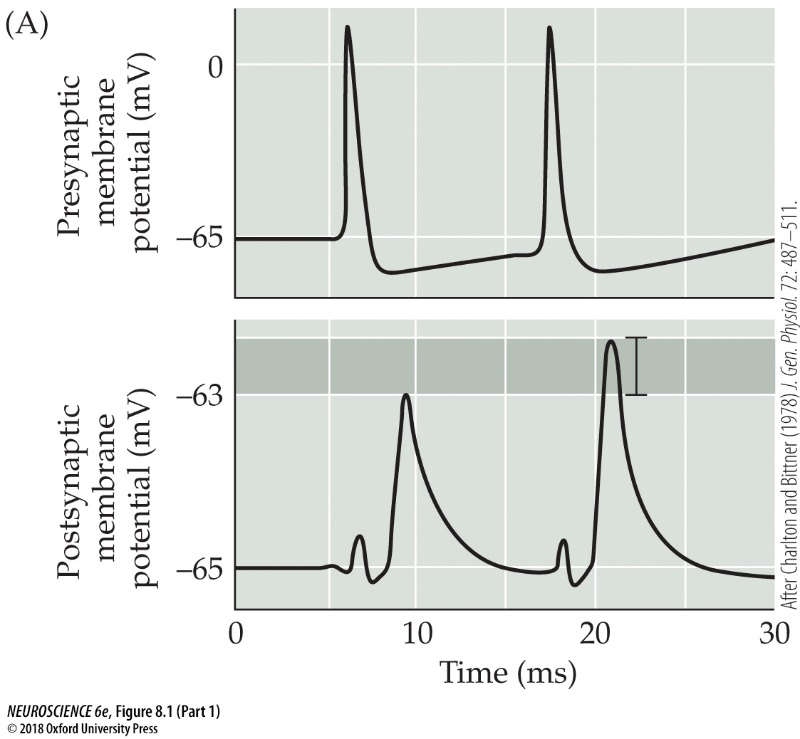 (A)
Presynaptic
membrane
potential (mV)
0
–65
Postsynaptic
membrane
potential (mV)
–63
–65
0
10
20
30
Time (ms)
After Charlton and Bittner (1978) J. Gen. Physiol. 72: 487–511.
NEUROSCIENCE 6e, Figure 8.1 (Part 1)
© 2018 Oxford University Press